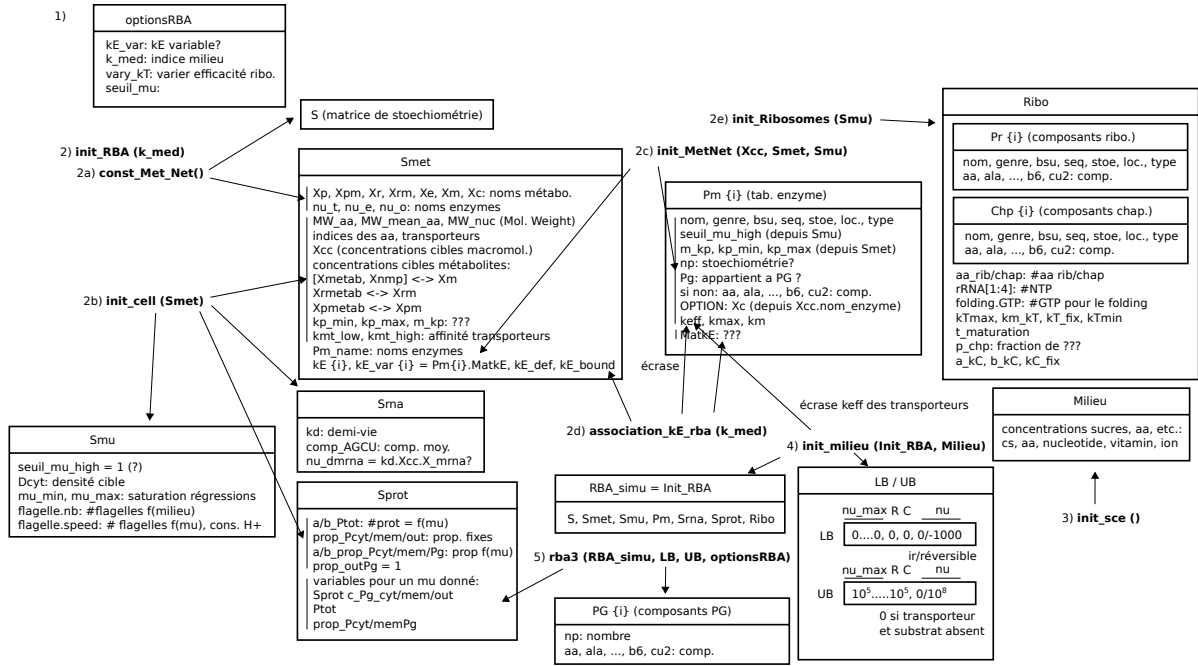 1)
optionsRBA
kE_var: kE variable?
k_med: indice milieu
vary_kT: varier efficacité ribo.
seuil_mu:
S (matrice de stoechiométrie)
2) init_RBA (k_med)
2a) const_Met_Net()
Smet
Xp, Xpm, Xr, Xrm, Xe, Xm, Xc: noms métabo.
nu_t, nu_e, nu_o: noms enzymes
MW_aa, MW_mean_aa, MW_nuc (Mol. Weight)
indices des aa, transporteurs
Xcc (concentrations cibles macromol.)
concentrations cibles métabolites:
[Xmetab, Xnmp] <-> Xm
Xrmetab <-> Xrm
Xpmetab <-> Xpm
kp_min, kp_max, m_kp: ???
kmt_low, kmt_high: affinité transporteurs
Pm_name: noms enzymes
kE {i}, kE_var {i} = Pm{i}.MatkE, kE_def, kE_bound
2b) init_cell (Smet)
Smu
seuil_mu_high = 1 (?)
Dcyt: densité cible
mu_min, mu_max: saturation régressions
flagelle.nb: #flagelles f(milieu)
flagelle.speed: # flagelles f(mu), cons. H+
Srna
kd: demi-vie
comp_AGCU: comp. moy.
nu_dmrna = kd.Xcc.X_mrna?
Sprot
a/b_Ptot: #prot = f(mu)
prop_Pcyt/mem/out: prop. fixes
a/b_prop_Pcyt/mem/Pg: prop f(mu)
prop_outPg = 1
variables pour un mu donné:
Sprot c_Pg_cyt/mem/out
Ptot
prop_Pcyt/memPg
2c) init_MetNet (Xcc, Smet, Smu)
Pm {i} (tab. enzyme)
nom, genre, bsu, seq, stoe, loc., type
seuil_mu_high (depuis Smu)
m_kp, kp_min, kp_max (depuis Smet)
np: stoechiométrie?
Pg: appartient a PG ?
si non: aa, ala, ..., b6, cu2: comp.
OPTION: Xc (depuis Xcc.nom_enzyme)
keff, kmax, km
MatkE: ???
écrase
2d) association_kE_rba (k_med)
2e) init_Ribosomes (Smu)
Ribo
Pr {i} (composants ribo.)
nom, genre, bsu, seq, stoe, loc., type
aa, ala, ..., b6, cu2: comp.
Chp {i} (composants chap.)
nom, genre, bsu, seq, stoe, loc., type
aa, ala, ..., b6, cu2: comp.
aa_rib/chap: #aa rib/chap
rRNA[1:4]: #NTP
folding.GTP: #GTP pour le folding
kTmax, km_kT, kT_fix, kTmin
t_maturation
p_chp: fraction de ???
a_kC, b_kC, kC_fix
Milieu
concentrations sucres, aa, etc.:
cs, aa, nucleotide, vitamin, ion
3) init_sce ()
écrase keff des transporteurs
4) init_milieu (Init_RBA, Milieu)
RBA_simu = Init_RBA
S, Smet, Smu, Pm, Srna, Sprot, Ribo
LB / UB
nu_max R C nu
LB 0....0, 0, 0, 0/-1000
ir/réversible
nu_max R C nu
UB 10⁵.....10⁵, 0/10⁸
0 si transporteur
et substrat absent
5) rba3 (RBA_simu, LB, UB, optionsRBA)
PG {i} (composants PG)
np: nombre
aa, ala, ..., b6, cu2: comp.